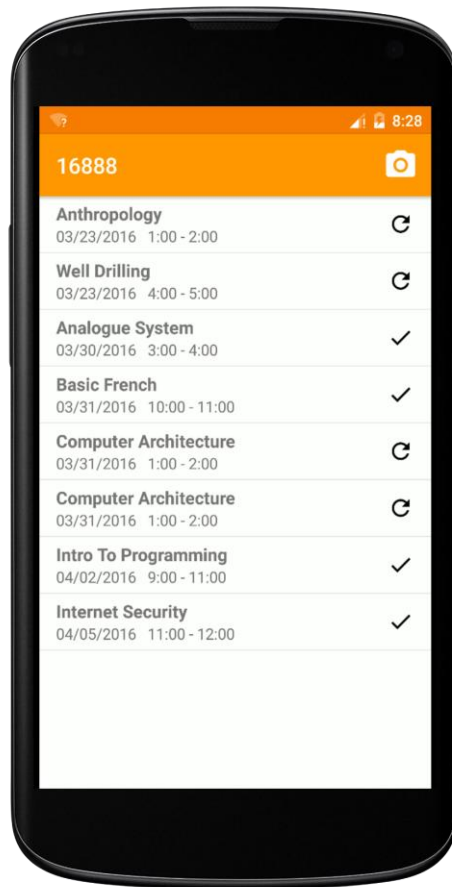 8:28
16888
Anthropology
03/23/2016 1:00 - 2:00
Well Drilling
03/23/2016 4:00 - 5:00
Analogue System
03/30/2016 3:00 - 4:00
Basic French
03/31/2016 10:00 - 11:00
Computer Architecture
03/31/2016 1:00 - 2:00
Computer Architecture
03/31/2016 1:00 - 2:00
Intro To Programming
04/02/2016 9:00 - 11:00
Internet Security
04/05/2016 11:00 - 12:00